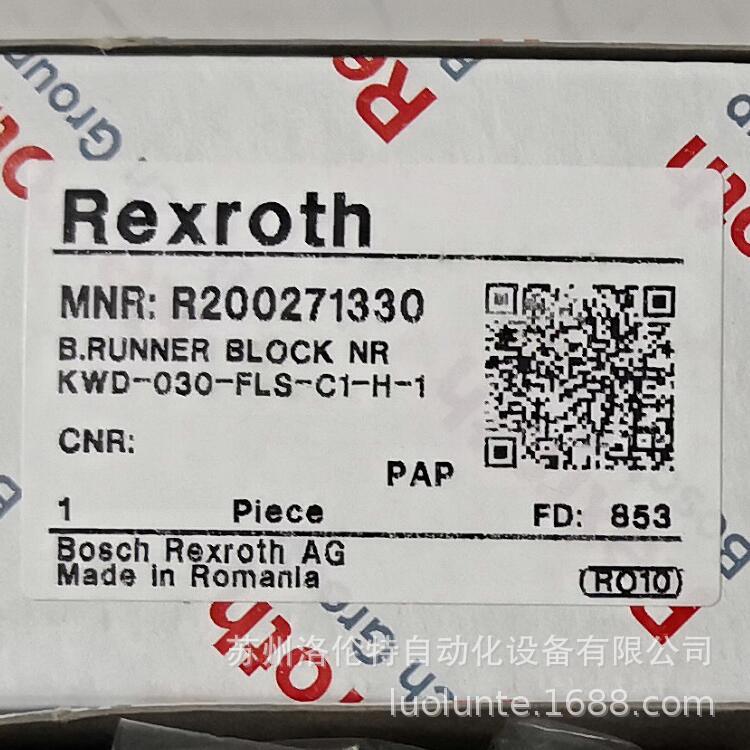 Rexroth
MNR: R200271330
B.RUNNER BLOCK NR
KWD-030-FLS-C1-H-1
CNR:
PAP
1 Piece FD: 853
Bosch Rexroth AG
Made in Romania
RO10
苏州洛伦特自动化设备有限公司
luolunte.1688.com